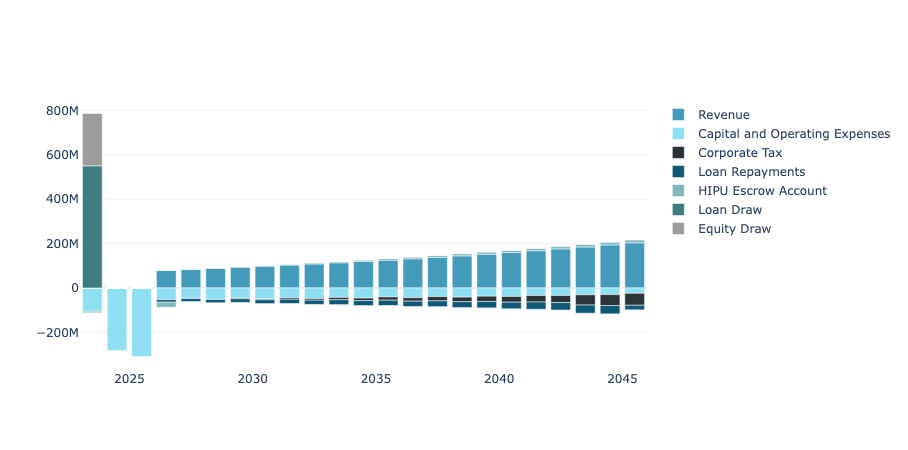 800M
600M
400M
200M
0
−200M
2025
2030
2035
2040
2045
Revenue
Capital and Operating Expenses
Corporate Tax
Loan Repayments
HIPU Escrow Account
Loan Draw
Equity Draw